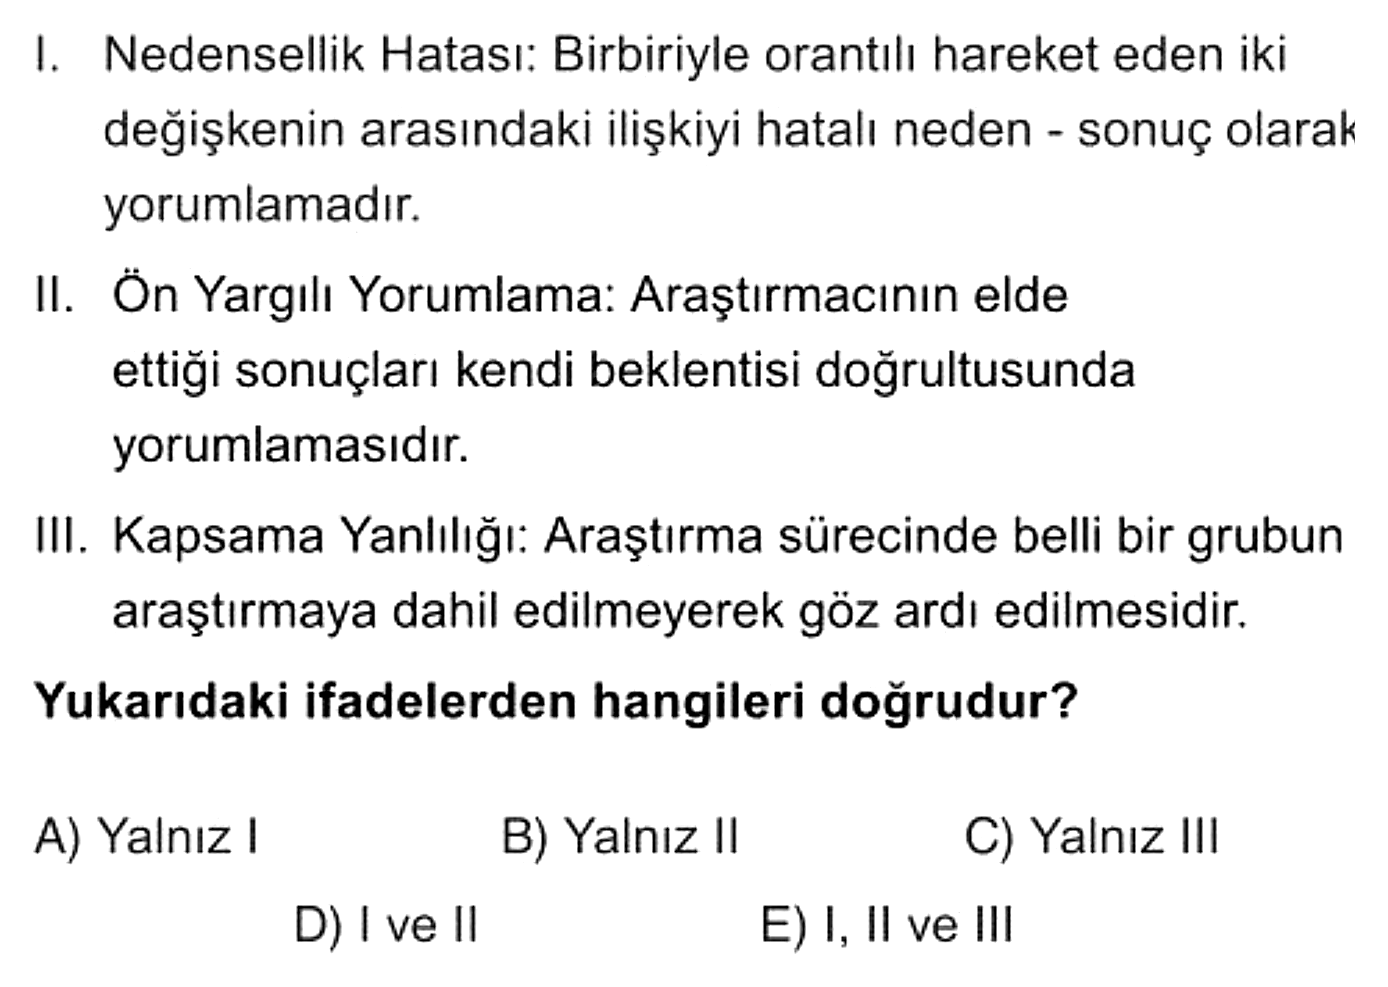 I. Nedensellik Hatası: Birbiriyle orantılı hareket eden iki
değişkenin arasındaki ilişkiyi hatalı neden - sonuç olarak
yorumlamadır.
II. Ön Yargılı Yorumlama: Araştırmacının elde
ettiği sonuçları kendi beklentisi doğrultusunda
yorumlamasıdır.
III. Kapsama Yanlılığı: Araştırma sürecinde belli bir grubun
araştırmaya dahil edilmeyerek göz ardı edilmesidir.
Yukarıdaki ifadelerden hangileri doğrudur?
A) Yalnız I B) Yalnız II C) Yalnız III
D) I ve II E) I, II ve III